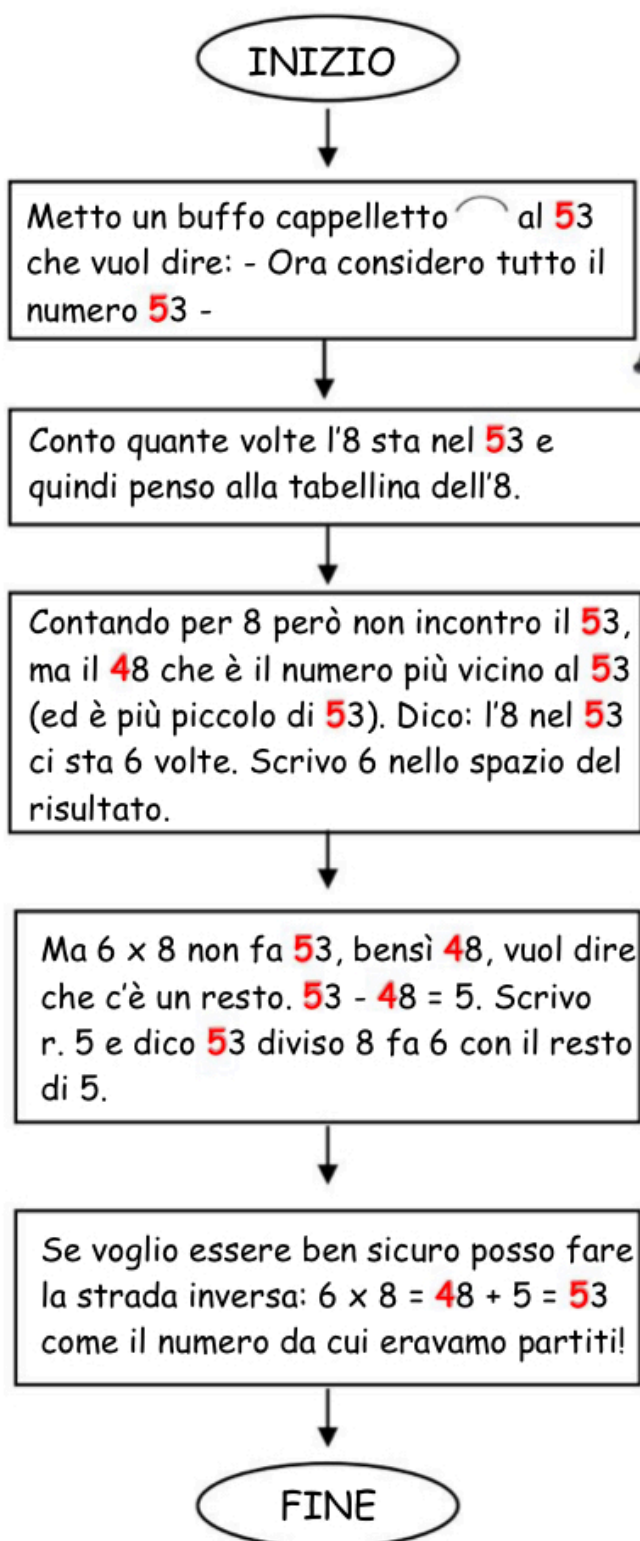 INIZIO
Metto un buffo cappelletto al 53
che vuol dire: - Ora considero tutto il
numero 53 -
Conto quante volte l'8 sta nel 53 e
quindi penso alla tabellina dell'8.
Contando per 8 però non incontro il 53,
ma il 48 che è il numero più vicino al 53
(ed è più piccolo di 53). Dico: l'8 nel 53
ci sta 6 volte. Scrivo 6 nello spazio del
risultato.
Ma 6 x 8 non fa 53, bensì 48, vuol dire
che c'è un resto. 53 - 48 = 5. Scrivo
r. 5 e dico 53 diviso 8 fa 6 con il resto
di 5.
Se voglio essere ben sicuro posso fare
la strada inversa: 6 x 8 = 48 + 5 = 53
come il numero da cui eravamo partiti!
FINE